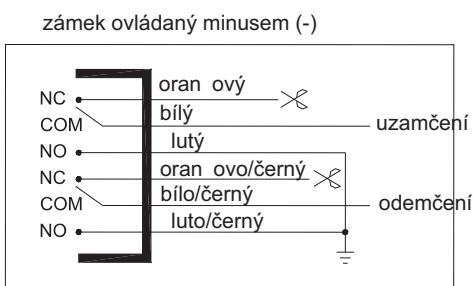 zámek ovládaný minusem (-)
NC oran ový
COM bílý uzamčení
NO lutý
NC oran ovo/černý
COM bílo/černý odemčení
NO luto/černý